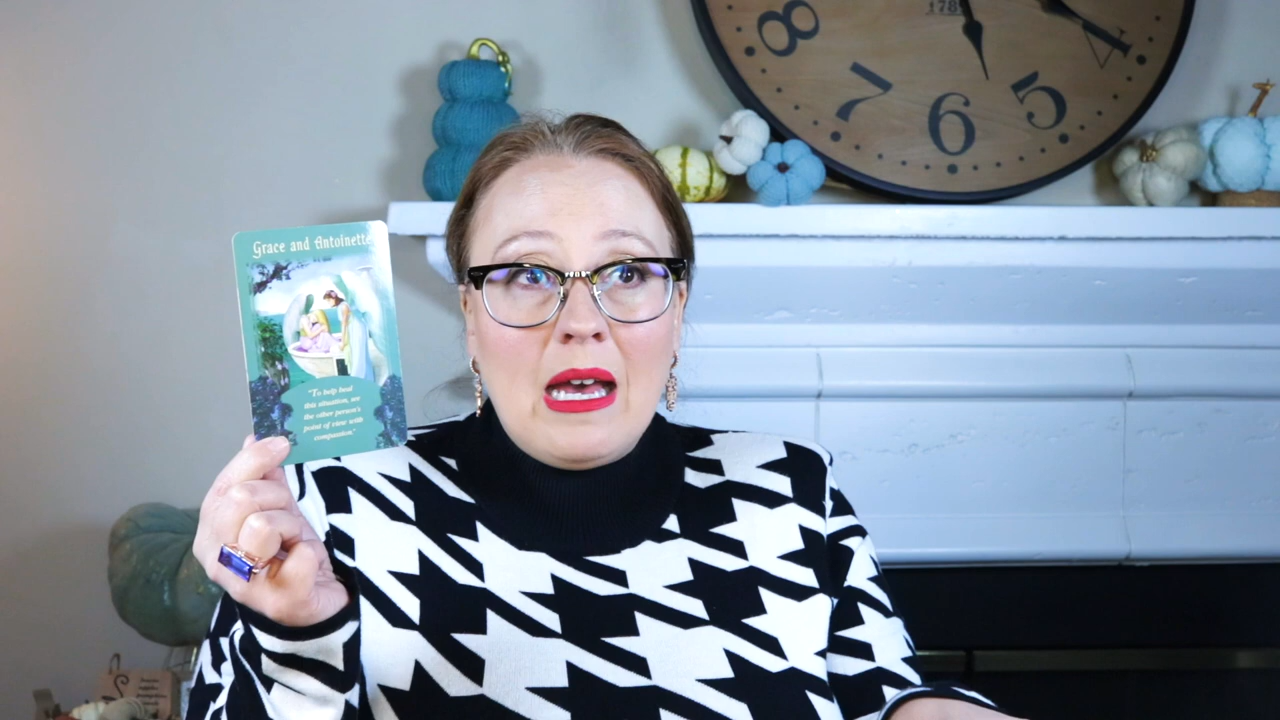 Grace and Antoinette
"To help heal
this situation, see
the other person's
point of view with
compassion."
8
7
6
5
4